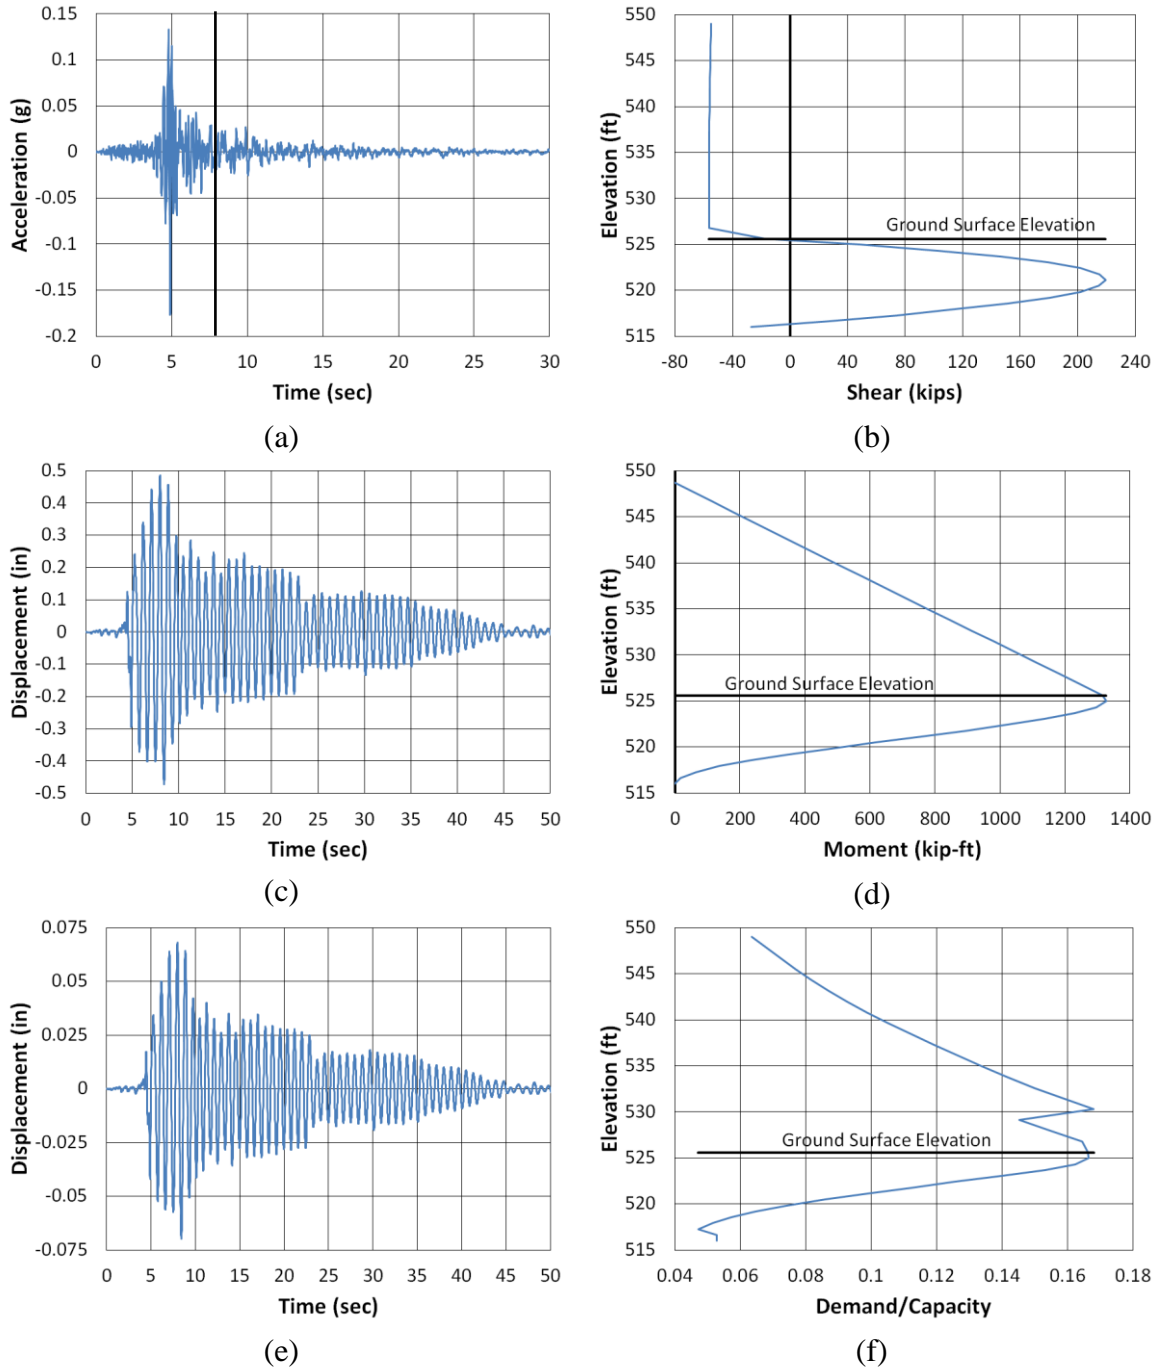 0.15
0.1
0.05
0
-0.05
-0.1
-0.15
-0.2
0 5 10 15 20 25 30
Acceleration (g)
Time (sec)
(a)
550
545
540
535
530
525
520
515
-80 -40 0 40 80 120 160 200 240
Elevation (ft)
Ground Surface Elevation
Shear (kips)
(b)
0.5
0.4
0.3
0.2
0.1
0
-0.1
-0.2
-0.3
-0.4
-0.5
0 5 10 15 20 25 30 35 40 45 50
Displacement (in)
Time (sec)
(c)
550
545
540
535
530
525
520
515
0 200 400 600 800 1000 1200 1400
Elevation (ft)
Ground Surface Elevation
Moment (kip-ft)
(d)
0.075
0.05
0.025
0
-0.025
-0.05
-0.075
0 5 10 15 20 25 30 35 40 45 50
Displacement (in)
Time (sec)
(e)
550
545
540
535
530
525
520
515
0.04 0.06 0.08 0.1 0.12 0.14 0.16 0.18
Elevation (ft)
Ground Surface Elevation
Demand/Capacity
(f)